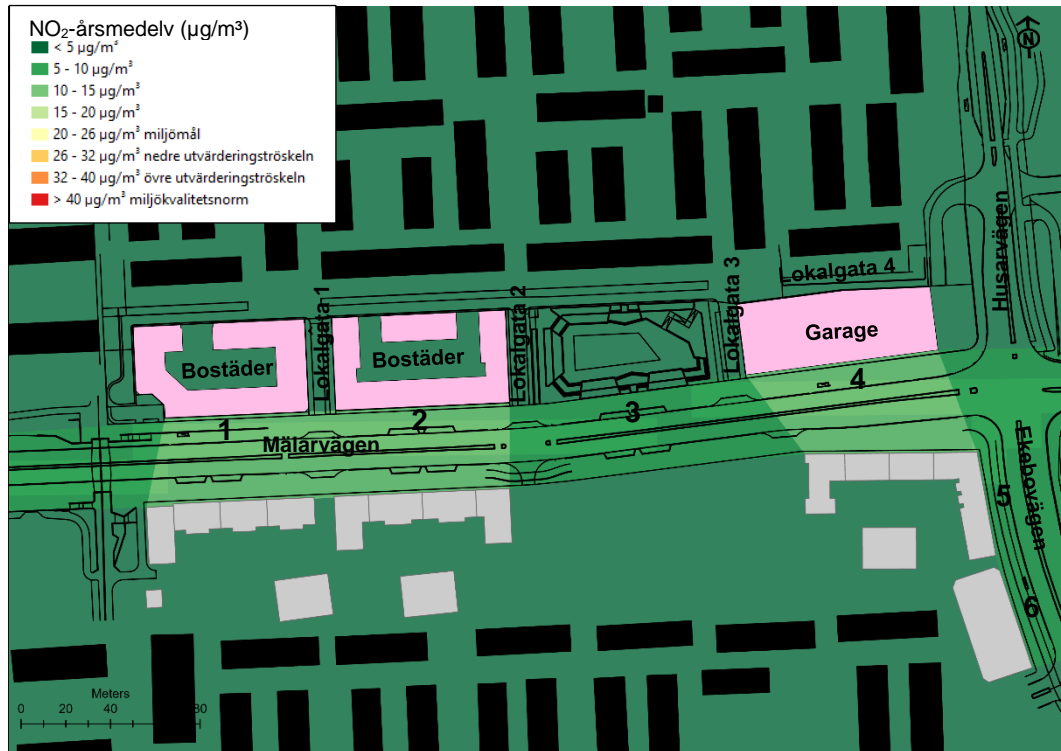 NO₂-årsmedelv (µg/m³)
< 5 µg/m³
5 - 10 µg/m³
10 - 15 µg/m³
15 - 20 µg/m³
20 - 26 µg/m³ miljömål
26 - 32 µg/m³ nedre utvärderingströskeln
32 - 40 µg/m³ övre utvärderingströskeln
> 40 µg/m³ miljökvalitetsnorm
N
Husarvägen
Lokalgata 4
Lokalgata 3
Lokalgata 2
Lokalgata 1
Garage
Bostäder
Bostäder
1
2
3
4
Mälarvägen
5
Ekebovägen
6
Meters
0 20 40 80